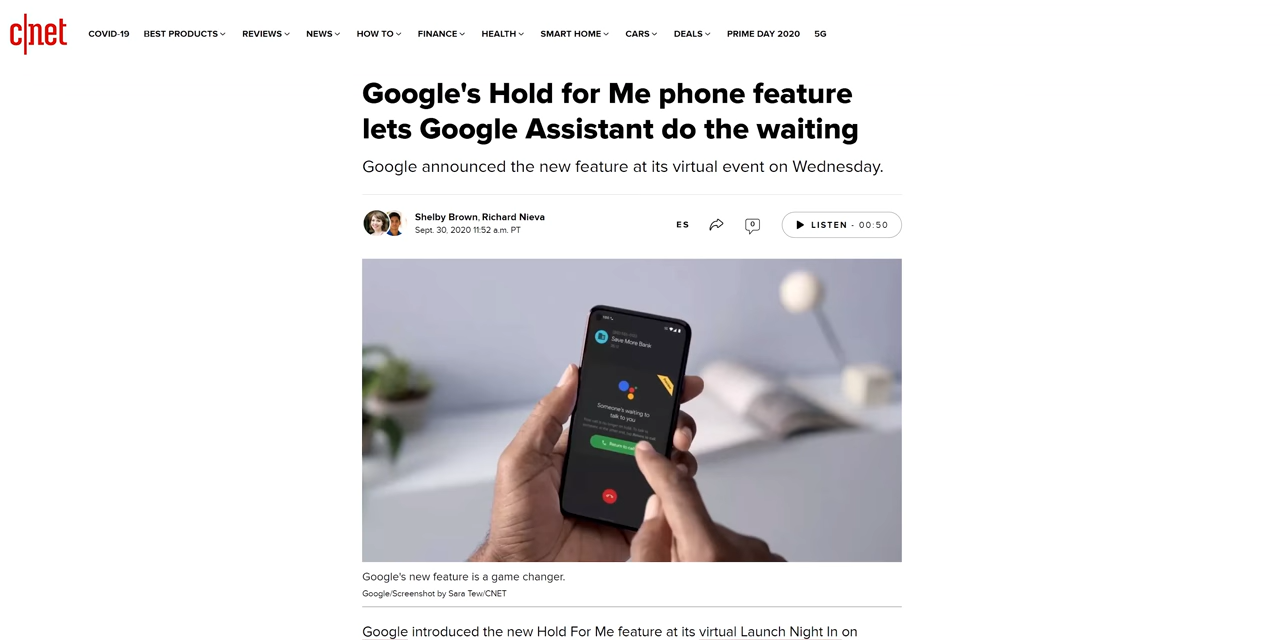 c|net
COVID-19 BEST PRODUCTS REVIEWS NEWS HOW TO FINANCE HEALTH SMART HOME CARS DEALS PRIME DAY 2020 5G
Google's Hold for Me phone feature
lets Google Assistant do the waiting
Google announced the new feature at its virtual event on Wednesday.
Shelby Brown, Richard Nieva
Sept. 30, 2020 11:52 a.m. PT
ES 0 LISTEN - 00:50
Save More Bank
Someone's waiting to
talk to you
Return to
Google's new feature is a game changer.
Google/Screenshot by Sara Tew/CNET
Google introduced the new Hold For Me feature at its virtual Launch Night In on